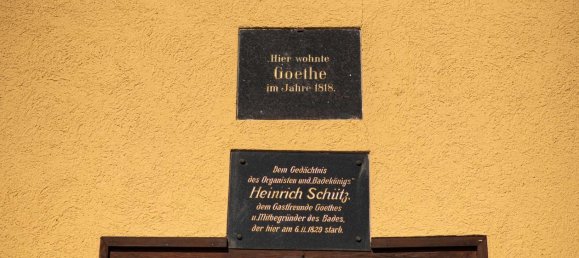 Hier wohnte
Goethe
im Jahre 1818.
Dem Gedächtnis
des Organisten und „Badekönigs"
Heinrich Schütz,
dem Gastfreunde Goethes
u. Mitbegründer des Bades,
der hier am 6.11.1829 starb.